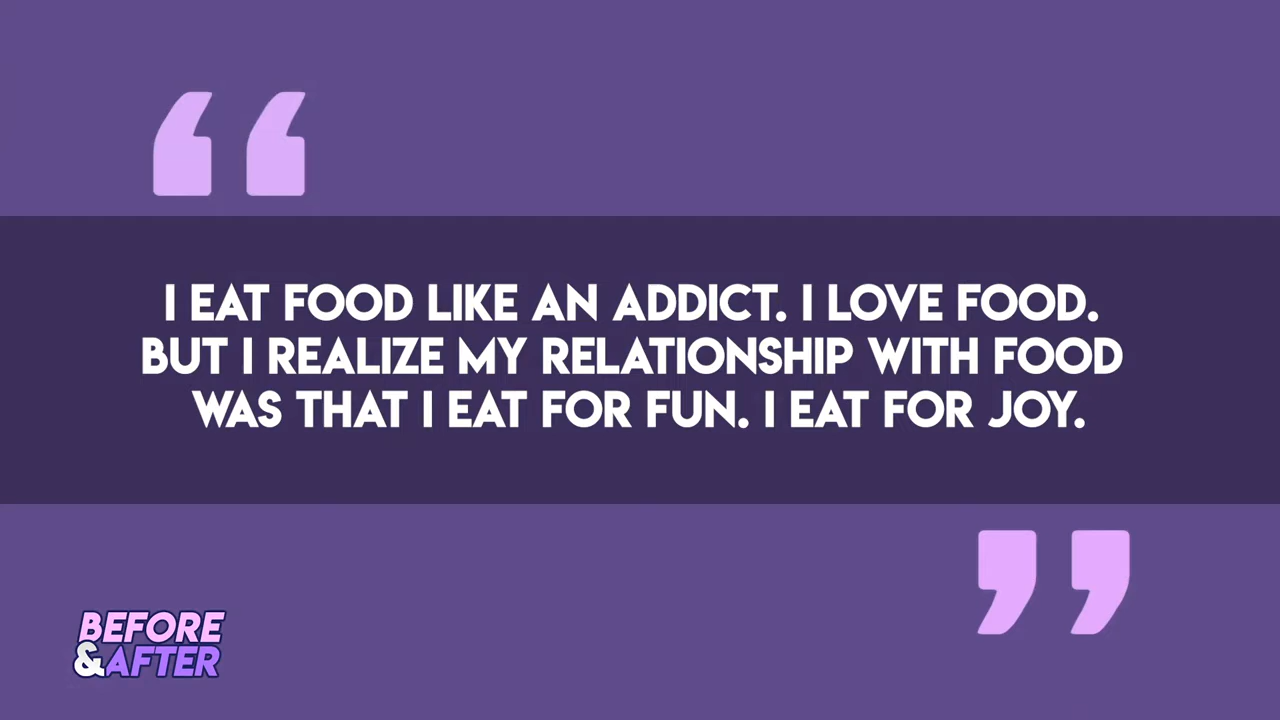 I EAT FOOD LIKE AN ADDICT. I LOVE FOOD.
BUT I REALIZE MY RELATIONSHIP WITH FOOD
WAS THAT I EAT FOR FUN. I EAT FOR JOY.
BEFORE
&AFTER